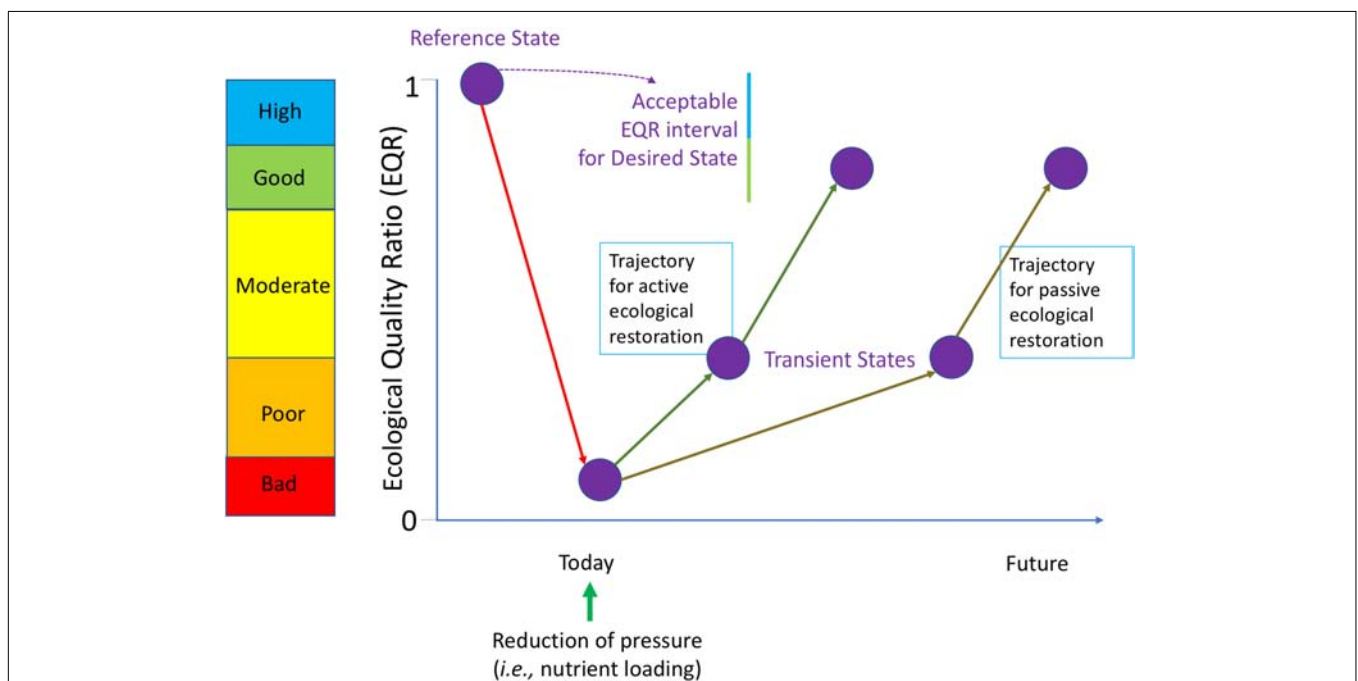 Reference State
High
Good
Moderate
Poor
Bad
Ecological Quality Ratio (EQR)
1
0
Acceptable
EQR interval
for Desired State
Trajectory
for active
ecological
restoration
Transient States
Trajectory
for passive
ecological
restoration
Today
Future
Reduction of pressure
(i.e., nutrient loading)